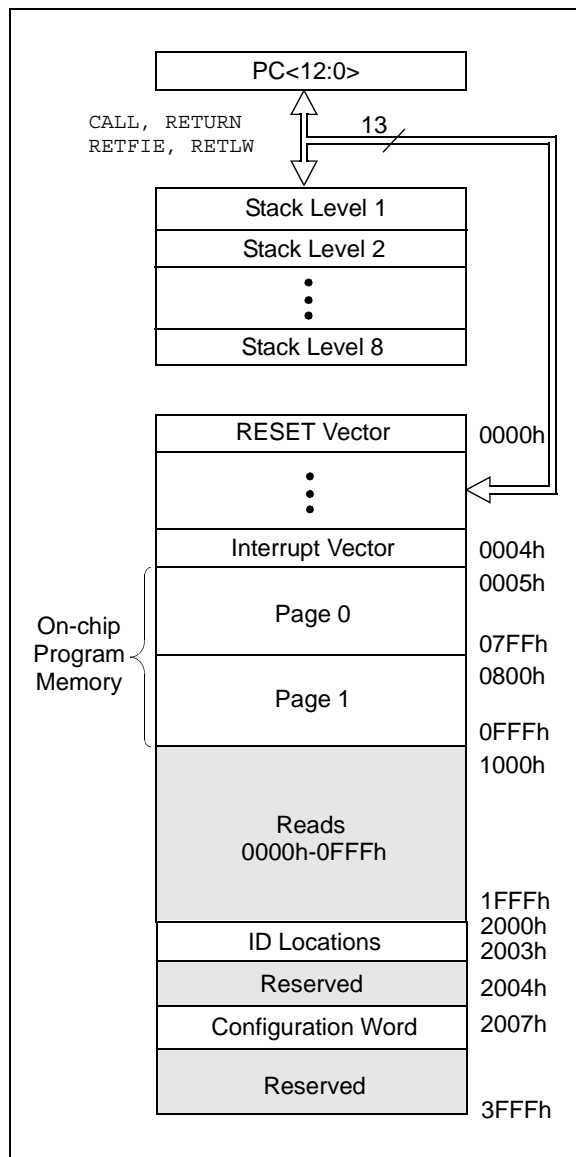 PC<12:0>
CALL, RETURN
RETFIE, RETLW
13
Stack Level 1
Stack Level 2
Stack Level 8
RESET Vector
0000h
Interrupt Vector
0004h
0005h
On-chip
Program
Memory
Page 0
07FFh
0800h
Page 1
0FFFh
1000h
Reads
0000h-0FFFh
1FFFh
2000h
ID Locations
2003h
Reserved
2004h
Configuration Word
2007h
Reserved
3FFFh